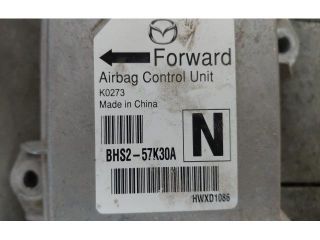 Forward
Airbag Control Unit
K0273
Made in China
BHS2-57K30A
N
HWXD1086